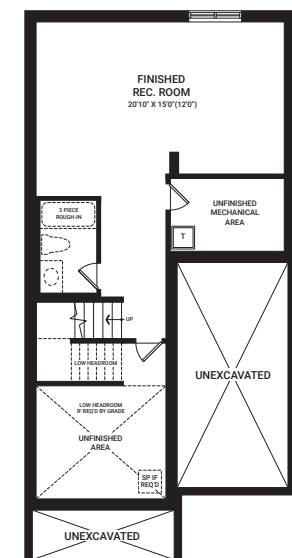 FINISHED
REC. ROOM
20'10" X 15'0"(12'0")
3 PIECE
ROUGH-IN
UNFINISHED
MECHANICAL
AREA
T
UP
LOW HEADROOM
UNEXCAVATED
LOW HEADROOM
IF REQ'D BY GRADE
UNFINISHED
AREA
SP IF
REQ'D
UNEXCAVATED